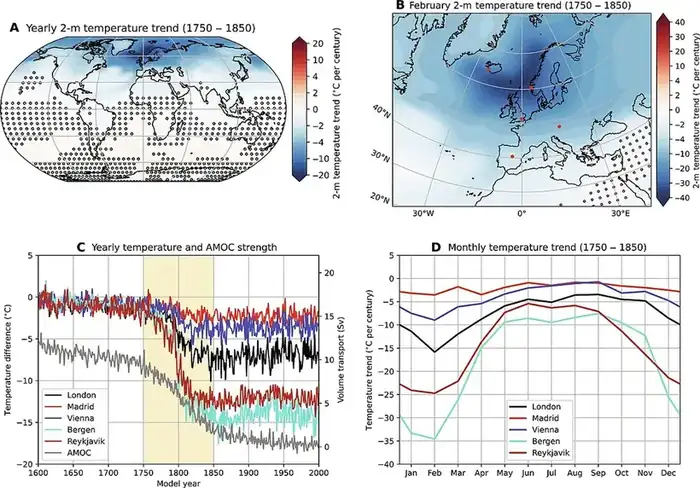 A Yearly 2-m temperature trend (1750 – 1850)
20
10
4
2
0
-2
-4
-10
-20
2-m temperature trend (°C per century)
B February 2-m temperature trend (1750 – 1850)
40°N
30°N
20°N
30°W
0°
30°E
40
30
20
10
4
2
0
-2
-4
-10
-20
-30
-40
2-m temperature trend (°C per century)
C Yearly temperature and AMOC strength
Temperature difference (°C)
5
0
-5
-10
-15
-20
20
15
10
5
0
Volume transport (Sv)
London
Madrid
Vienna
Bergen
Reykjavik
AMOC
1600 1650 1700 1750 1800 1850 1900 1950 2000
Model year
D Monthly temperature trend (1750 – 1850)
Temperature trend (°C per century)
5
0
-5
-10
-15
-20
-25
-30
-35
-40
London
Madrid
Vienna
Bergen
Reykjavik
Jan Feb Mar Apr May Jun Jul Aug Sep Oct Nov Dec